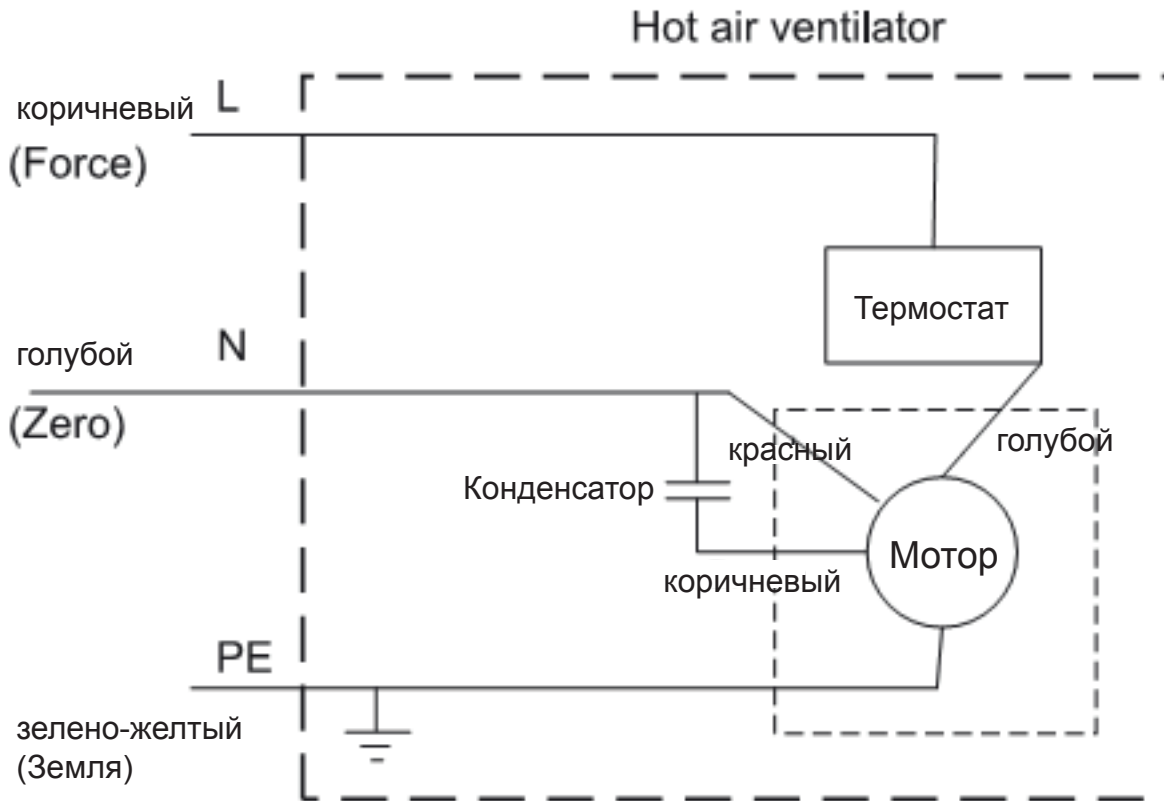 Hot air ventilator
коричневый L
(Force)
Термостат
голубой N
(Zero)
красный
голубой
Конденсатор
Мотор
коричневый
PE
зелено-желтый
(Земля)